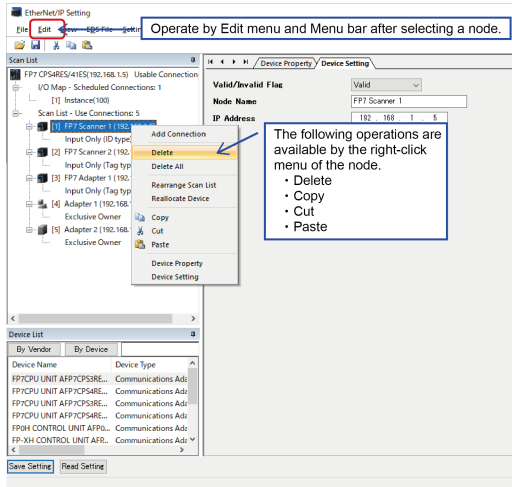 EtherNet/IP Setting
File Edit View EDS File Settin
Operate by Edit menu and Menu bar after selecting a node.
Scan List
Device Property Device Setting
FP7 CPS4RES/41ES(192.168.1.5) Usable Connection
I/O Map - Scheduled Connections: 1
[1] Instance(100)
Scan List - Use Connections: 5
[1] FP7 Scanner 1 (192.
Input Only (ID type)
[2] FP7 Scanner 2 (192.
Input Only (Tag typ
[3] FP7 Adapter 1 (192.
Input Only (Tag typ
[4] Adapter 1 (192.168.
Exclusive Owner
[5] Adapter 2 (192.168.
Exclusive Owner
Add Connection
Delete
Delete All
Rearrange Scan List
Reallocate Device
Copy
Cut
Paste
Device Property
Device Setting
Valid/Invalid Flag Valid
Node Name FP7 Scanner 1
IP Address 192 . 168 . 1 . 5
The following operations are
available by the right-click
menu of the node.
・Delete
・Copy
・Cut
・Paste
Device List
By Vendor By Device
Device Name Device Type
FP7CPU UNIT AFP7CPS3RE... Communications Ada
FP7CPU UNIT AFP7CPS4RE... Communications Ada
FP7CPU UNIT AFP7CPS3RE... Communications Ada
FP7CPU UNIT AFP7CPS4RE... Communications Ada
FP0H CONTROL UNIT AFP0... Communications Ada
FP-XH CONTROL UNIT AFP... Communications Ada
Save Setting Read Setting